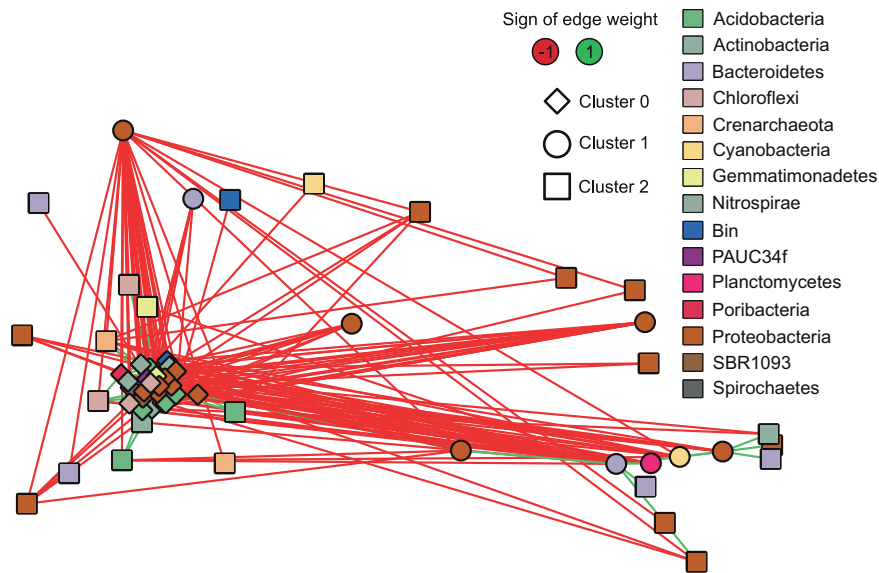 Sign of edge weight
-1
1
Cluster 0
Cluster 1
Cluster 2
Acidobacteria
Actinobacteria
Bacteroidetes
Chloroflexi
Crenarchaeota
Cyanobacteria
Gemmatimonadetes
Nitrospirae
Bin
PAUC34f
Planctomycetes
Poribacteria
Proteobacteria
SBR1093
Spirochaetes